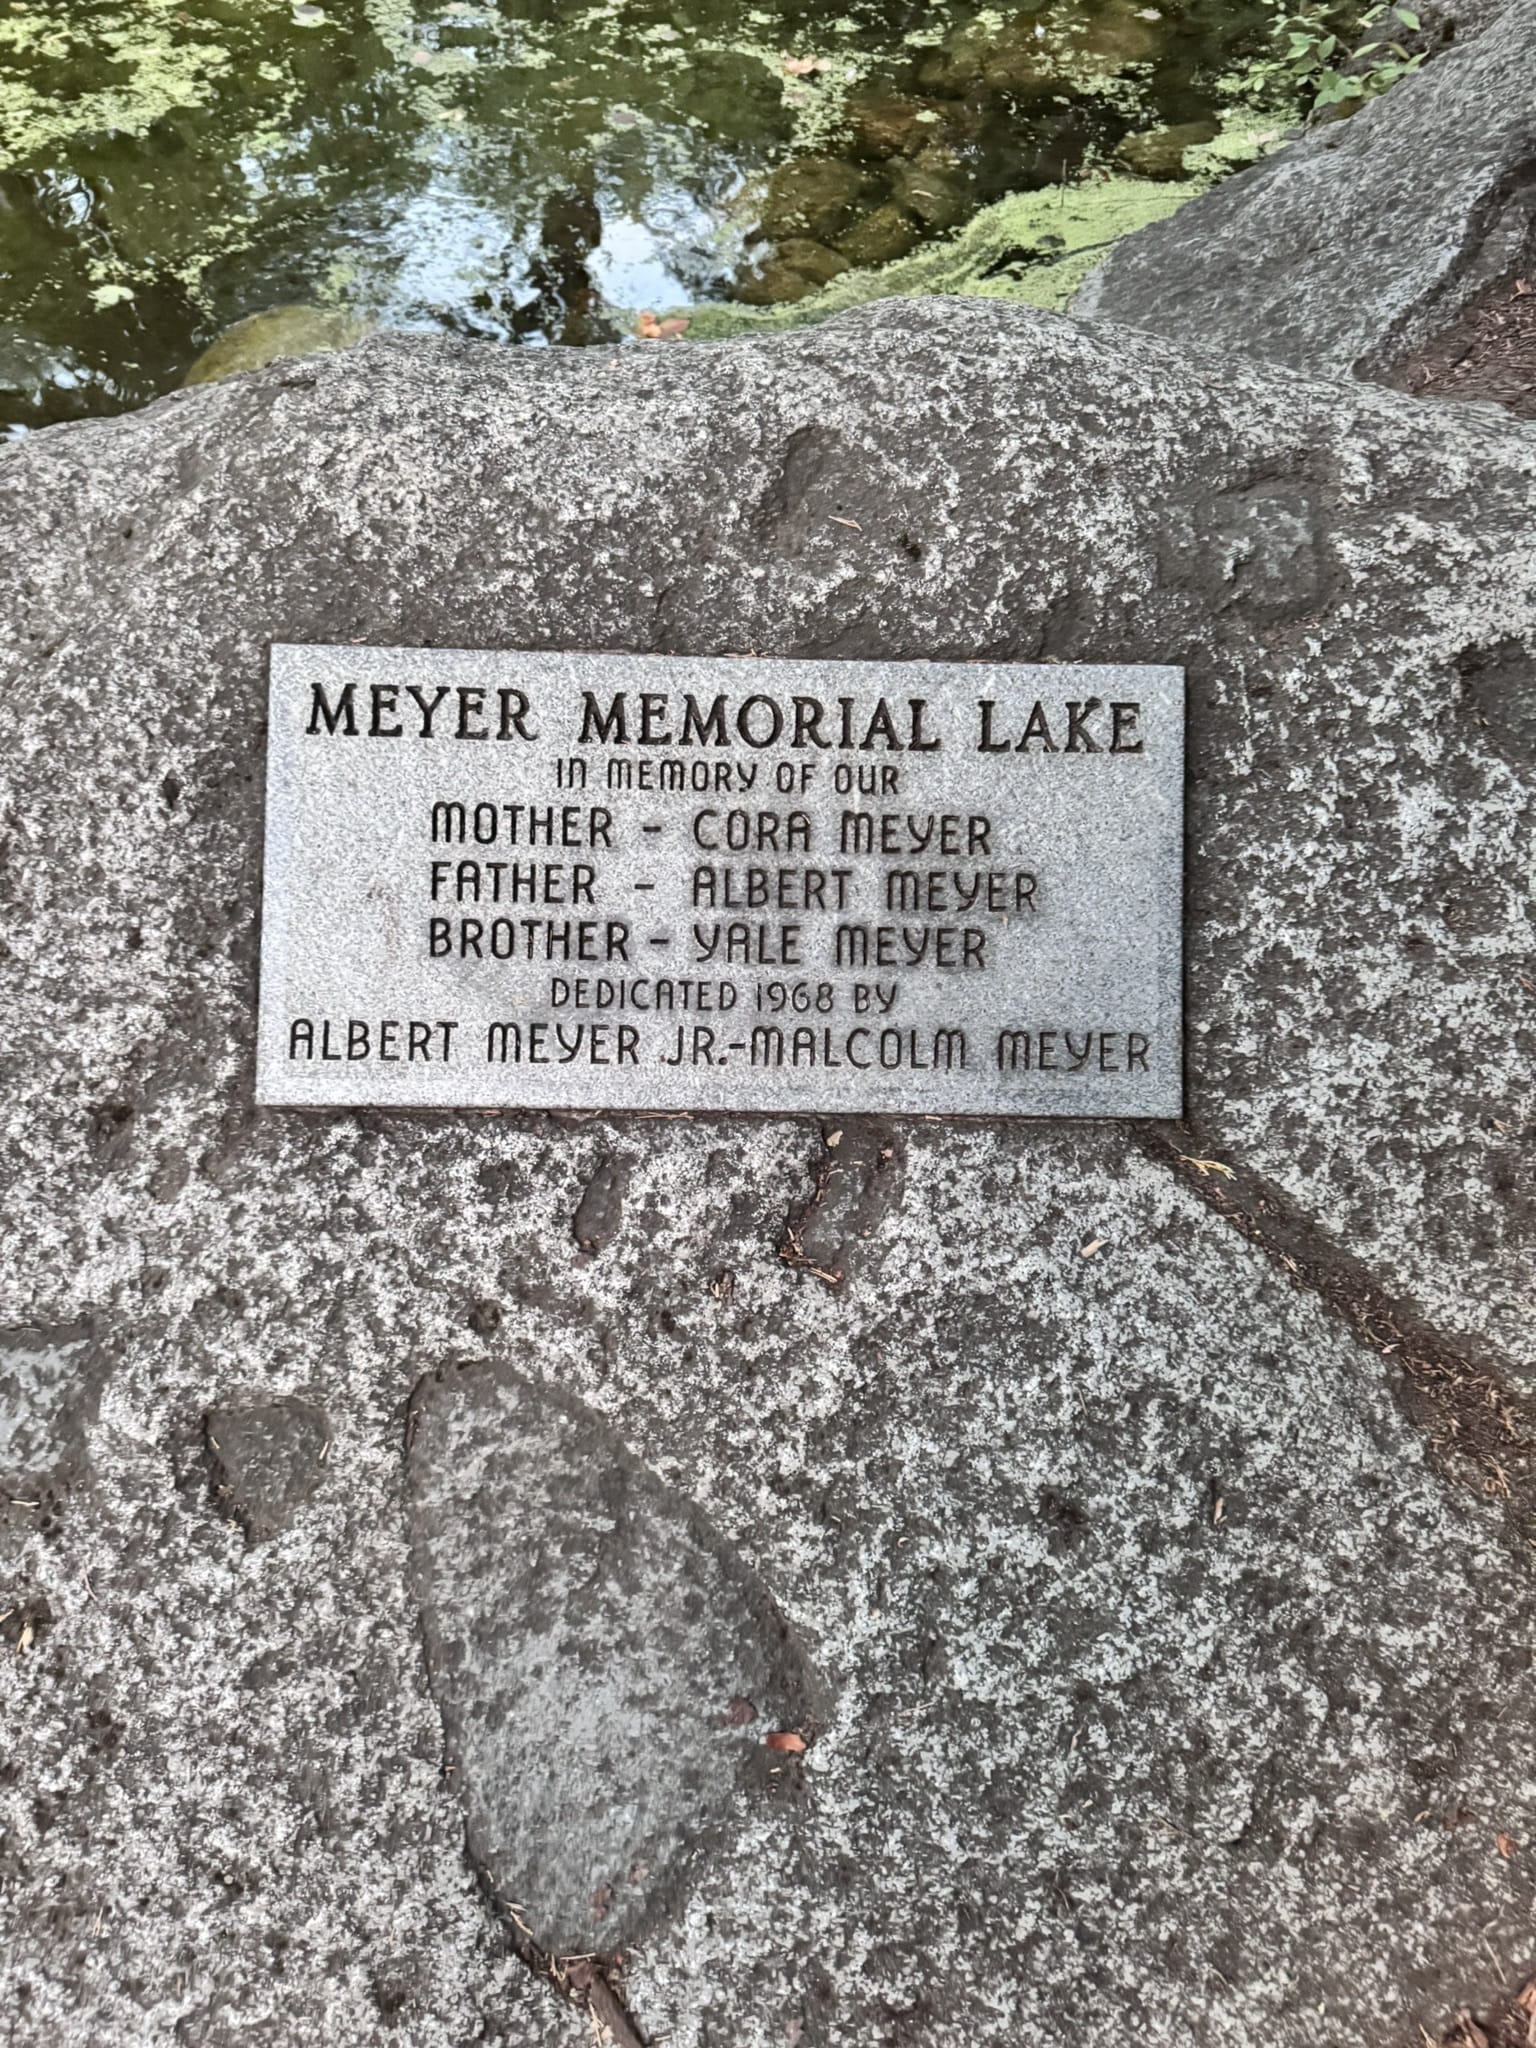 MEYER MEMORIAL LAKE
IN MEMORY OF OUR
MOTHER - CORA MEYER
FATHER - ALBERT MEYER
BROTHER - YALE MEYER
DEDICATED 1968 BY
ALBERT MEYER JR.-MALCOLM MEYER